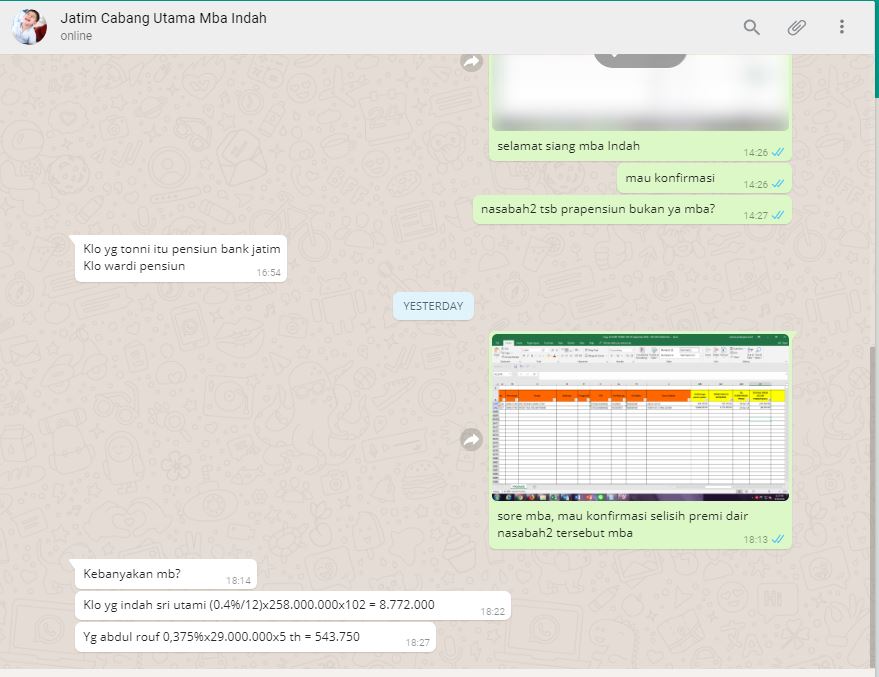 Jatim Cabang Utama Mba Indah
online
selamat siang mba Indah
14:26
mau konfirmasi
14:26
nasabah2 tsb prapensiun bukan ya mba?
14:27
Klo yg tonni itu pensiun bank jatim
Klo wardi pensiun
16:54
YESTERDAY
sore mba, mau konfirmasi selisih premi dair
nasabah2 tersebut mba
18:13
Kebanyakan mb?
18:14
Klo yg indah sri utami (0.4%/12)x258.000.000x102 = 8.772.000
18:22
Yg abdul rouf 0,375%x29.000.000x5 th = 543.750
18:27